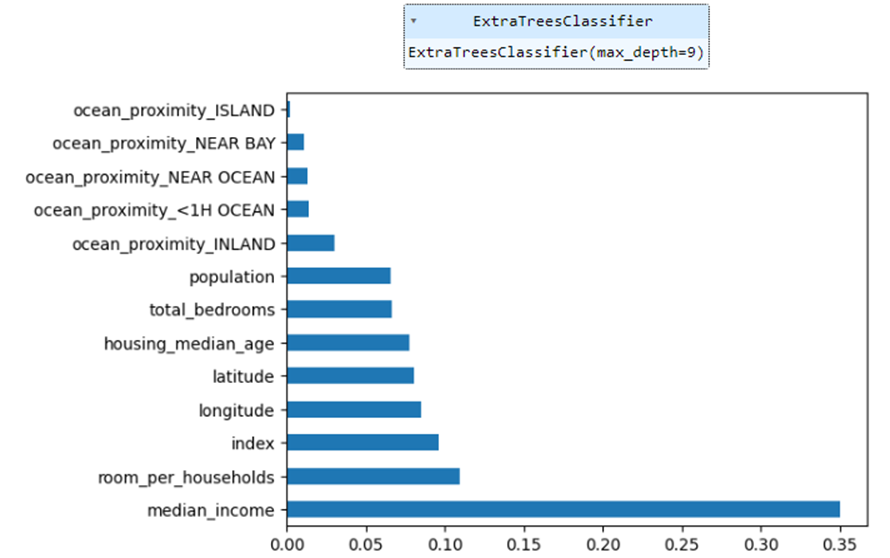 ExtraTreesClassifier
ExtraTreesClassifier(max_depth=9)
ocean_proximity_ISLAND
ocean_proximity_NEAR BAY
ocean_proximity_NEAR OCEAN
ocean_proximity_<1H OCEAN
ocean_proximity_INLAND
population
total_bedrooms
housing_median_age
latitude
longitude
index
room_per_households
median_income
0.00 0.05 0.10 0.15 0.20 0.25 0.30 0.35